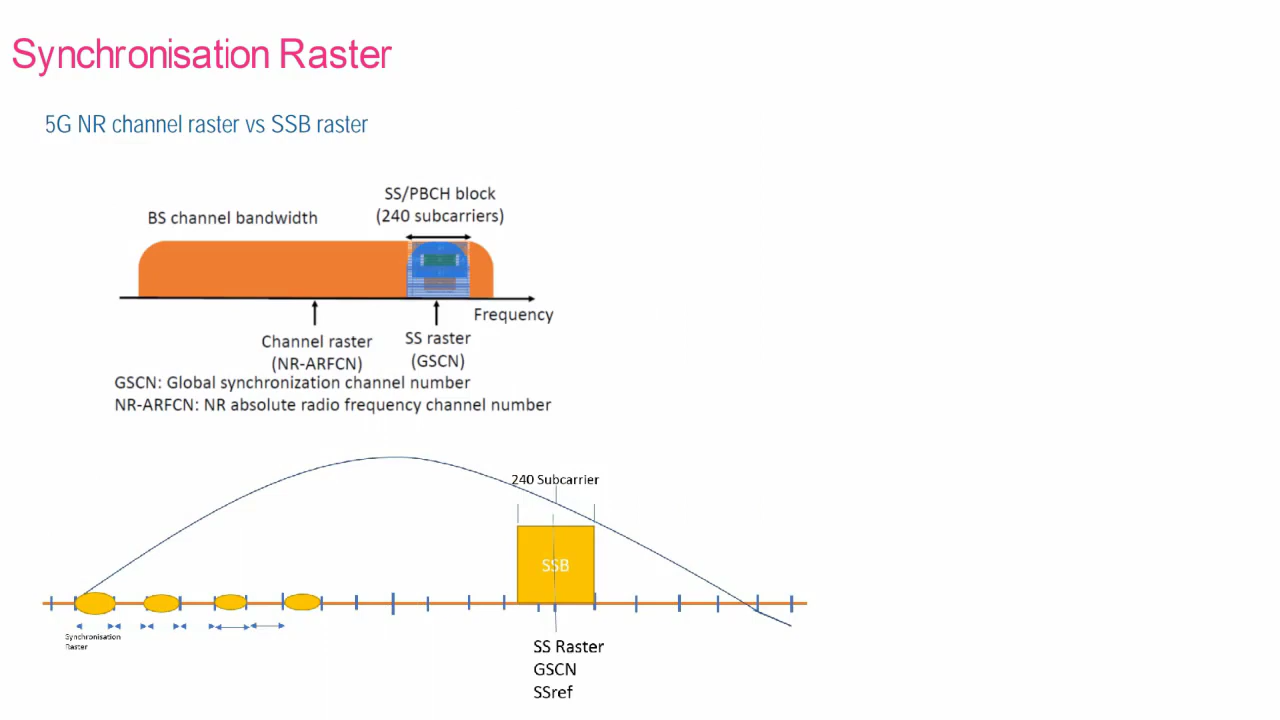 Synchronisation Raster
5G NR channel raster vs SSB raster
SS/PBCH block
(240 subcarriers)
BS channel bandwidth
Frequency
Channel raster
(NR-ARFCN)
SS raster
(GSCN)
GSCN: Global synchronization channel number
NR-ARFCN: NR absolute radio frequency channel number
240 Subcarrier
SSB
Synchronisation
Raster
SS Raster
GSCN
SSref